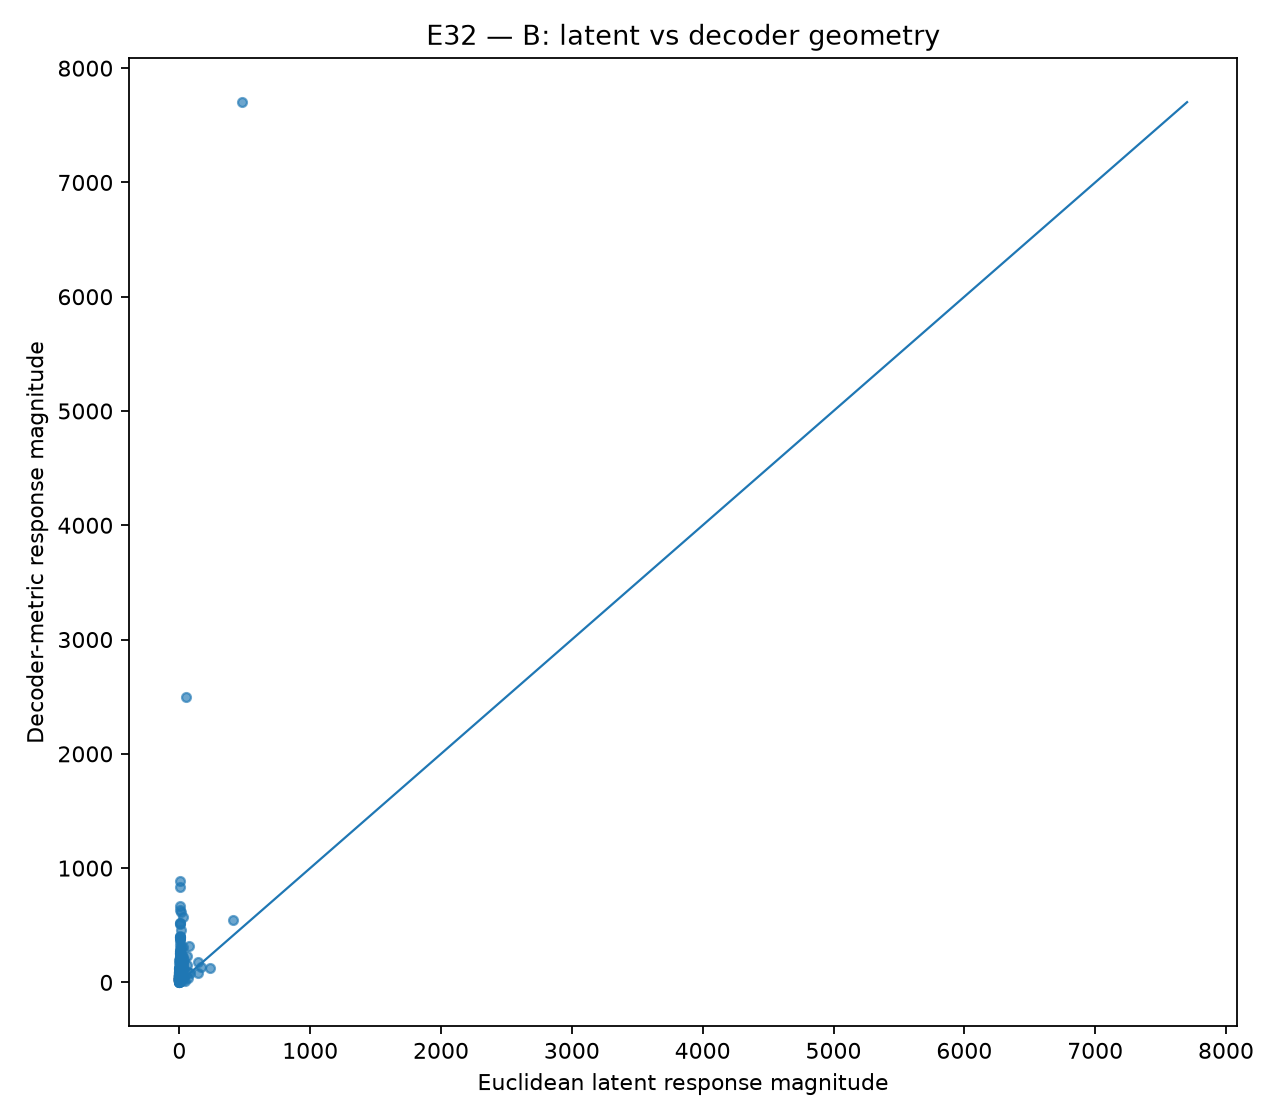 E32 — B: latent vs decoder geometry
8000
7000
6000
5000
4000
3000
2000
1000
0
Decoder-metric response magnitude
0 1000 2000 3000 4000 5000 6000 7000 8000
Euclidean latent response magnitude